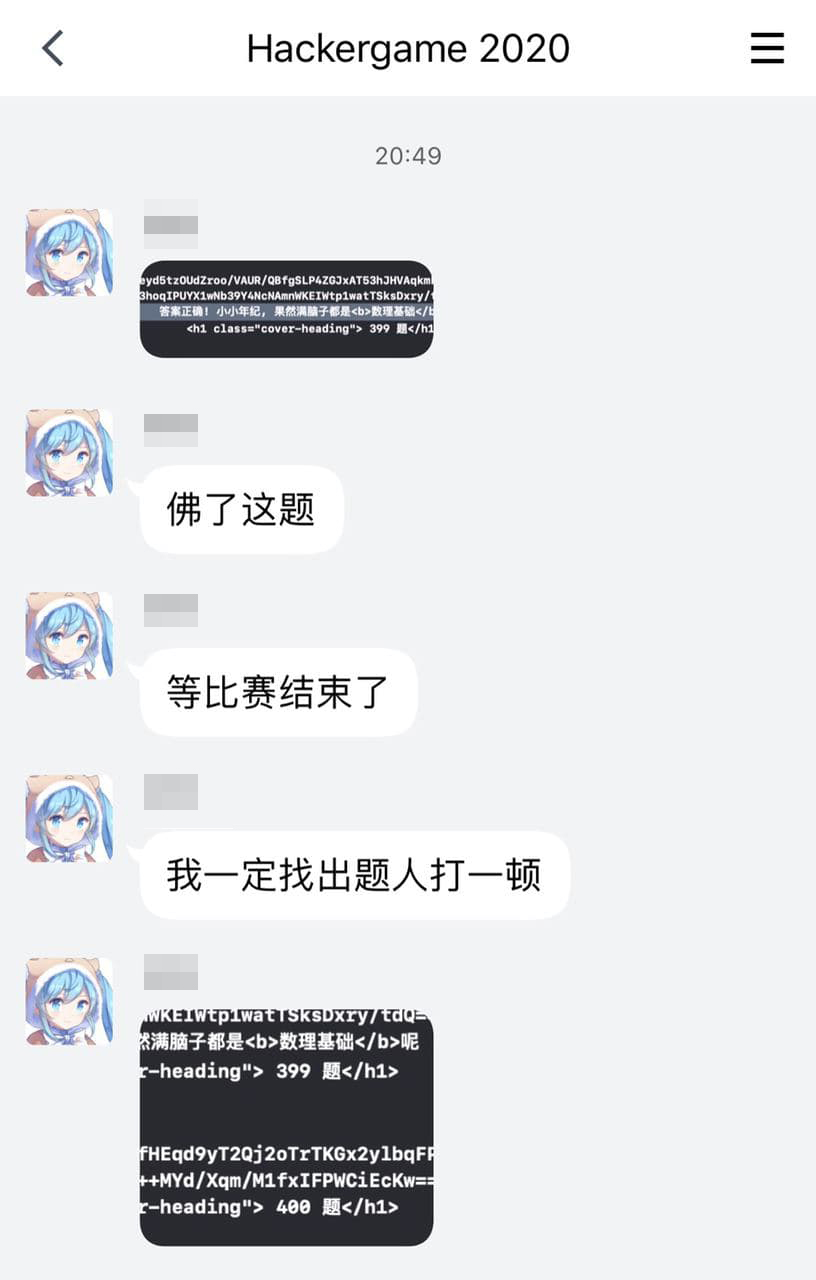 Hackergame 2020
20:49
eyd5tzOUdZroo/VAUR/QBfgSLP4ZGJxAT53hJHVAqkm
3hoqIPUYX1wNb39Y4NcNAmnWKEIWtp1watTSksDxry/
答案正确！小小年纪，果然满脑子都是<b>数理基础</b
<h1 class="cover-heading"> 399 题</h1
佛了这题
等比赛结束了
我一定找出题人打一顿
WKEIWtp1watTSksDxry/tdQ=
然满脑子都是<b>数理基础</b>呢
r-heading"> 399 题</h1>
fHEqd9yT2Qj2oTrTKGx2ylbqFF
++MYd/Xqm/M1fxIFPWCiEcKw==
r-heading"> 400 题</h1>